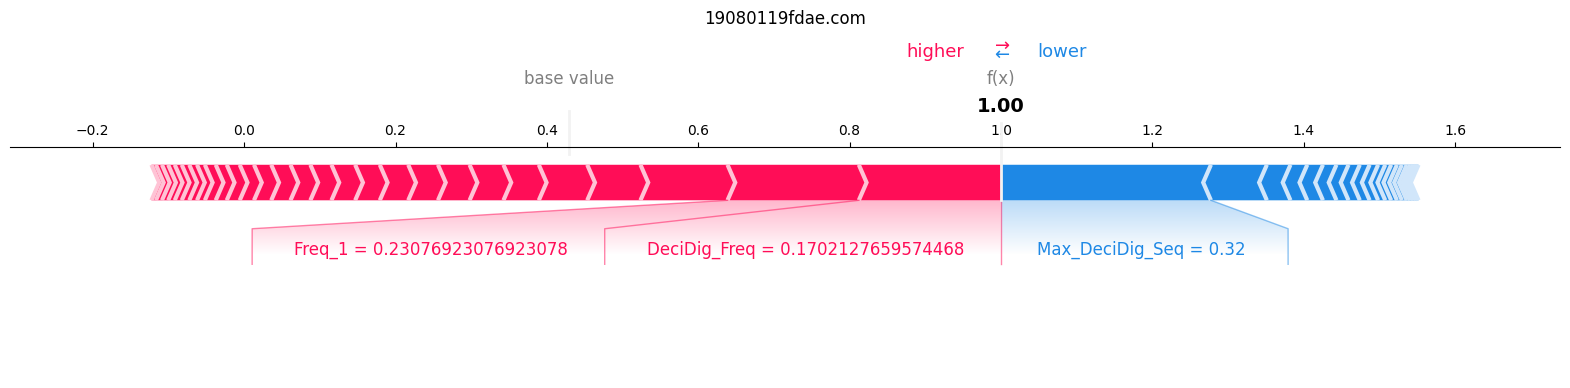 19080119fdae.com
higher ⇄ lower
base value f(x)
1.00
−0.2 0.0 0.2 0.4 0.6 0.8 1.0 1.2 1.4 1.6
Freq_1 = 0.23076923076923078 DeciDig_Freq = 0.1702127659574468 Max_DeciDig_Seq = 0.32